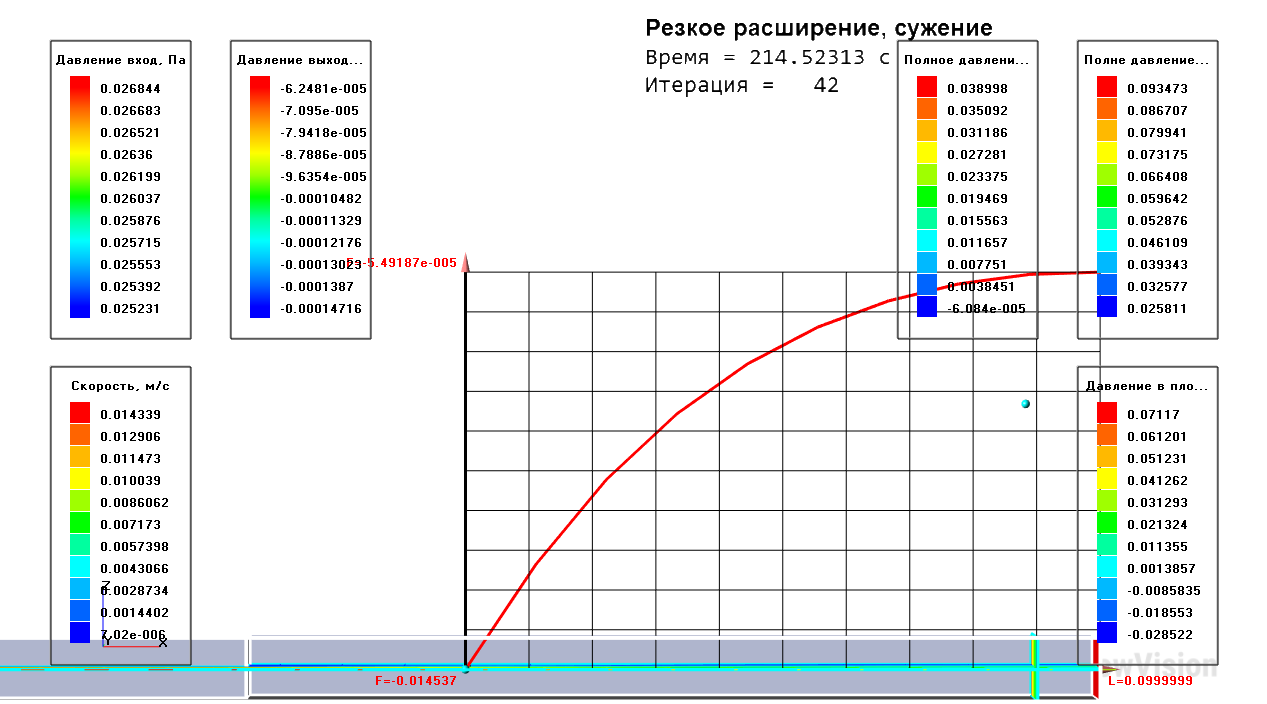 Резкое расширение, сужение
Время = 214.52313 с
Итерация = 42
Давление вход, Па
0.026844
0.026683
0.026521
0.02636
0.026199
0.026037
0.025876
0.025715
0.025553
0.025392
0.025231
Давление выход...
-6.2481e-005
-7.095e-005
-7.9418e-005
-8.7886e-005
-9.6354e-005
-0.00010482
-0.00011329
-0.00012176
-0.00013023
-0.0001387
-0.00014716
Полное давлени...
0.038998
0.035092
0.031186
0.027281
0.023375
0.019469
0.015563
0.011657
0.007751
0.0038451
-6.084e-005
Полне давление...
0.093473
0.086707
0.079941
0.073175
0.066408
0.059642
0.052876
0.046109
0.039343
0.032577
0.025811
F=-5.49187e-005
Скорость, м/с
0.014339
0.012906
0.011473
0.010039
0.0086062
0.007173
0.0057398
0.0043066
0.0028734
0.0014402
7.02e-006
Z
Y
X
Давление в пло...
0.07117
0.061201
0.051231
0.041262
0.031293
0.021324
0.011355
0.0013857
-0.0085835
-0.018553
-0.028522
F=-0.014537
L=0.0999999